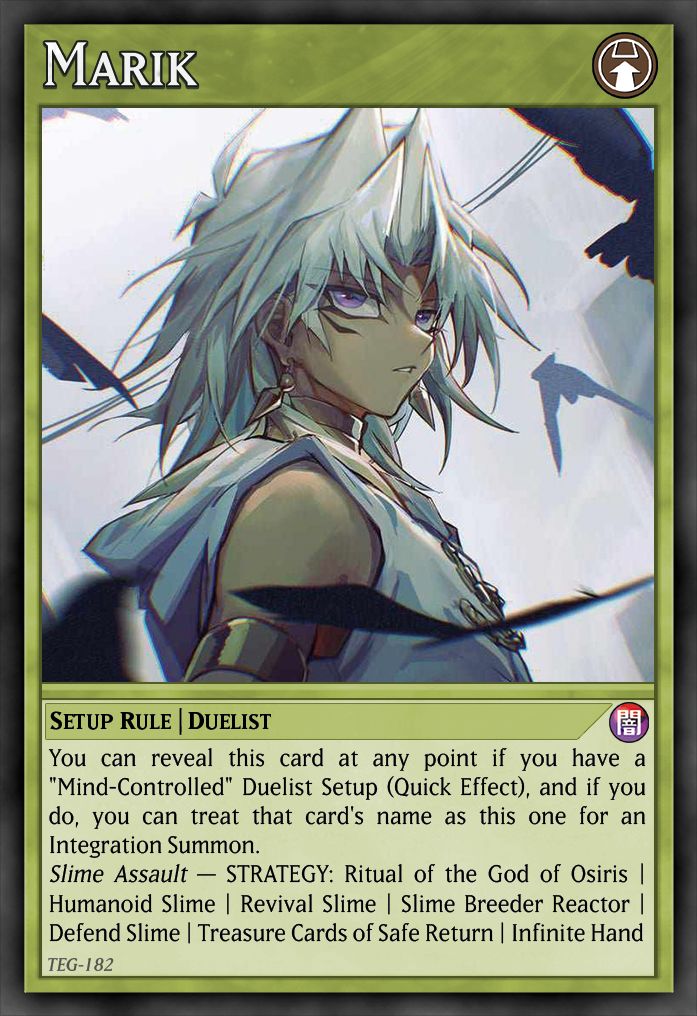 Marik
Setup Rule | Duelist
闇
You can reveal this card at any point if you have a
"Mind-Controlled" Duelist Setup (Quick Effect), and if you
do, you can treat that card's name as this one for an
Integration Summon.
Slime Assault — STRATEGY: Ritual of the God of Osiris |
Humanoid Slime | Revival Slime | Slime Breeder Reactor |
Defend Slime | Treasure Cards of Safe Return | Infinite Hand
TEG-182